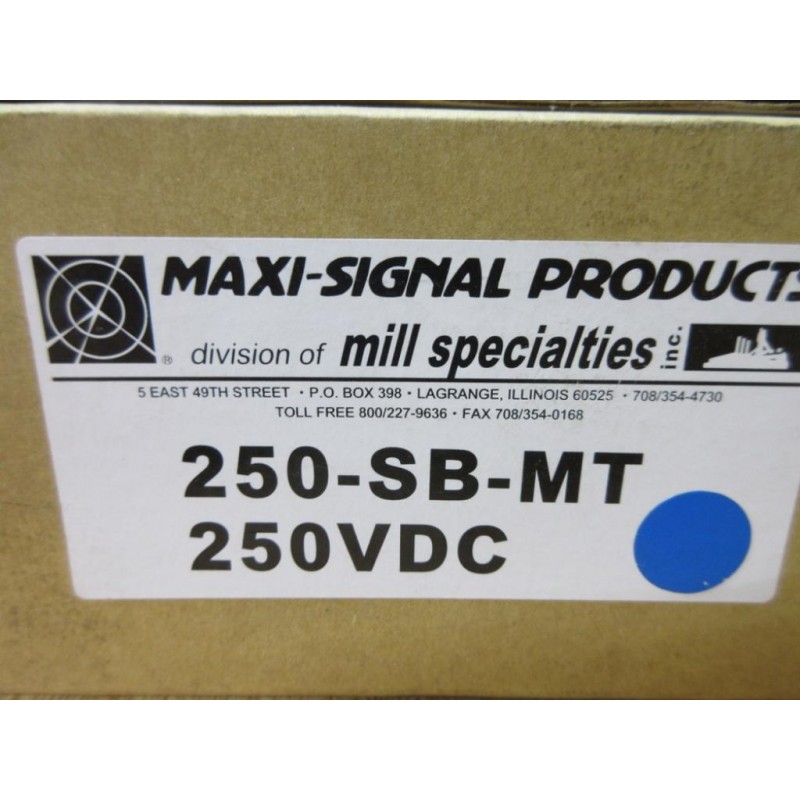 MAXI-SIGNAL PRODUCTS
® division of mill specialties inc.
5 EAST 49TH STREET · P.O. BOX 398 · LAGRANGE, ILLINOIS 60525 · 708/354-4730
TOLL FREE 800/227-9636 · FAX 708/354-0168
250-SB-MT
250VDC